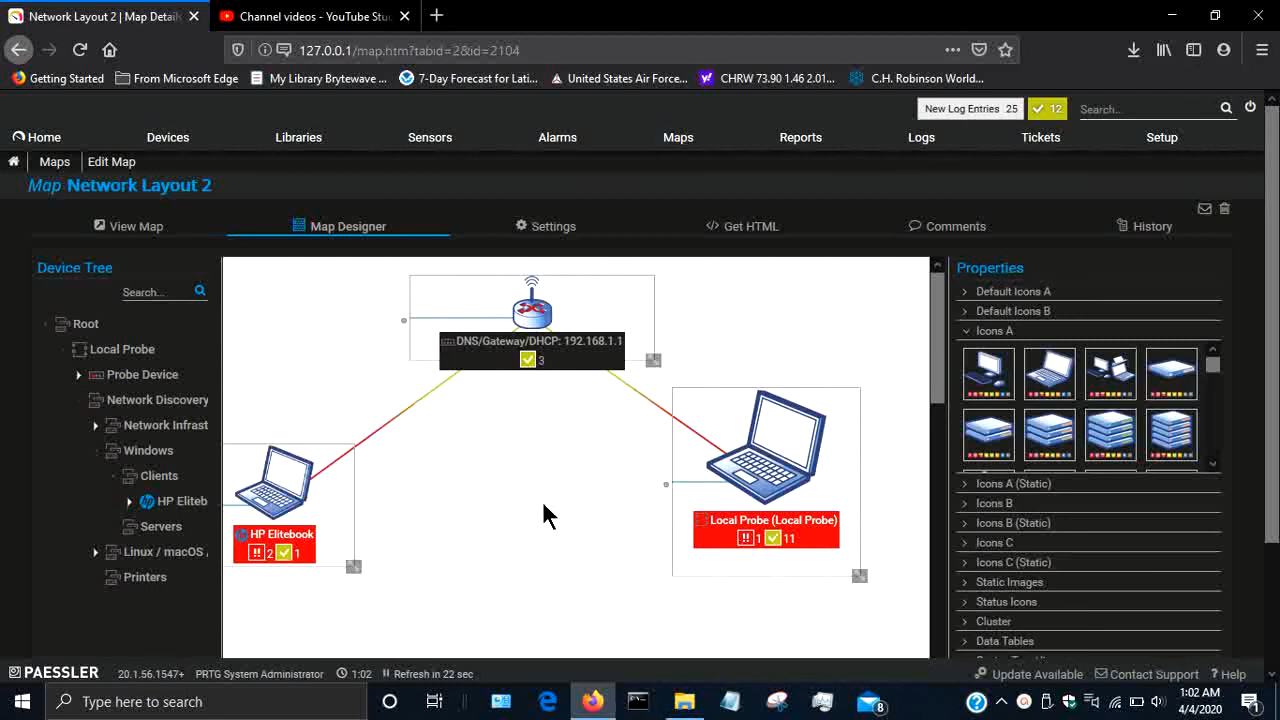 Network Layout 2 | Map Details
Channel videos - YouTube Stu
127.0.0.1/map.htm?tabid=2&id=2104
Getting Started
From Microsoft Edge
My Library Brytewave...
7-Day Forecast for Lati...
United States Air Force...
CHRW 73.90 1.46 2.01...
C.H. Robinson World...
New Log Entries 25
12
Search...
Home
Devices
Libraries
Sensors
Alarms
Maps
Reports
Logs
Tickets
Setup
Maps
Edit Map
Map Network Layout 2
View Map
Map Designer
Settings
Get HTML
Comments
History
Device Tree
Search...
Root
Local Probe
Probe Device
Network Discovery
Network Infrast
Windows
Clients
HP Eliteb
Servers
Linux / macOS /
Printers
DNS/Gateway/DHCP: 192.168.1.1
3
HP Elitebook
!! 2 1
Local Probe (Local Probe)
!! 1 11
Properties
Default Icons A
Default Icons B
Icons A
Icons A (Static)
Icons B
Icons B (Static)
Icons C
Icons C (Static)
Static Images
Status Icons
Cluster
Data Tables
PAESSLER
20.1.56.1547+
PRTG System Administrator
1:02
Refresh in 22 sec
Update Available
Contact Support
? Help
Type here to search
8
1:02 AM
4/4/2020
1